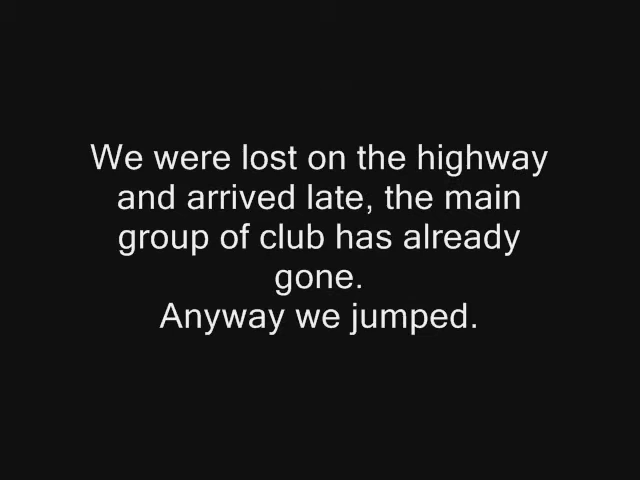 We were lost on the highway
and arrived late, the main
group of club has already
gone.
Anyway we jumped.